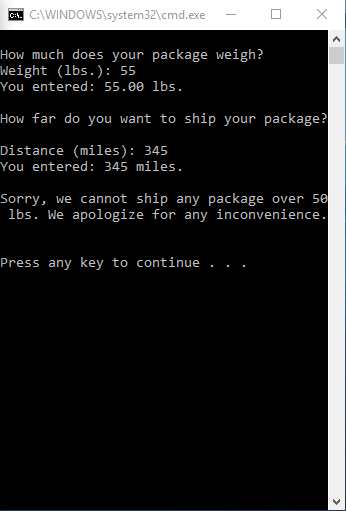 C:\WINDOWS\system32\cmd.exe
How much does your package weigh?
Weight (lbs.): 55
You entered: 55.00 lbs.
How far do you want to ship your package?
Distance (miles): 345
You entered: 345 miles.
Sorry, we cannot ship any package over 50
 lbs. We apologize for any inconvenience.
Press any key to continue . . .